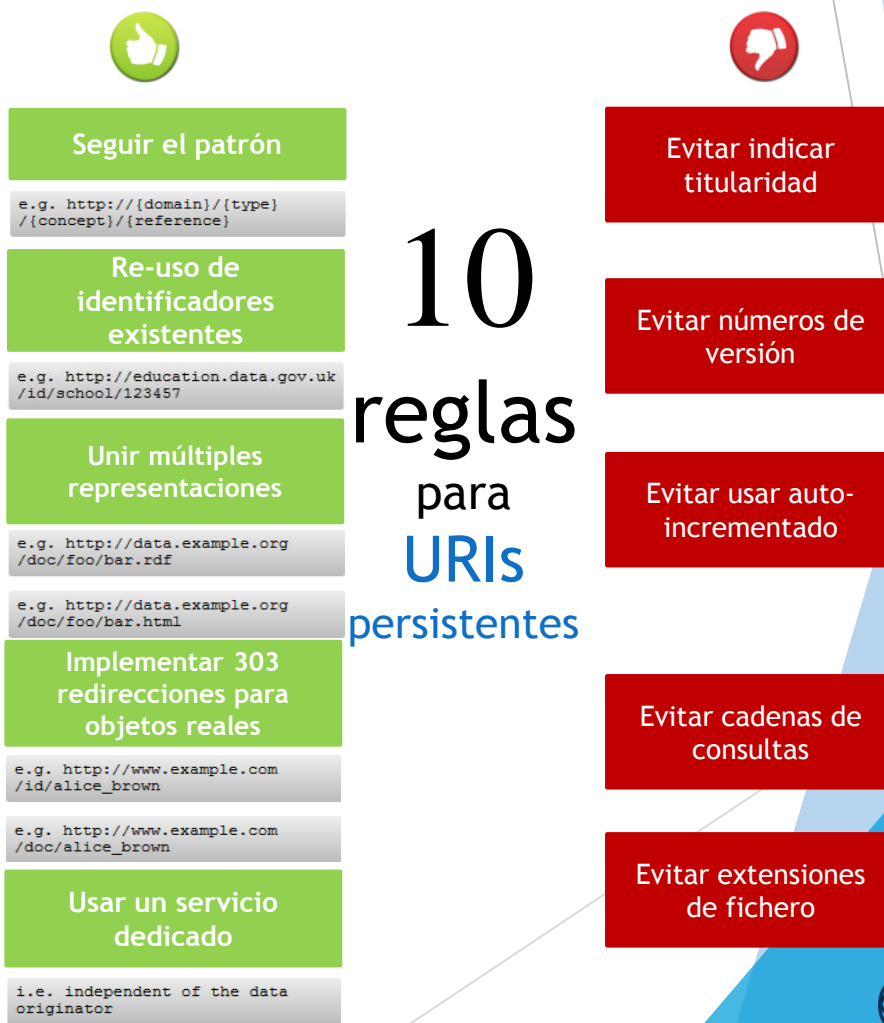 Seguir el patrón
e.g. http://{domain}/{type}
/{concept}/{reference}
Re-uso de
identificadores
existentes
e.g. http://education.data.gov.uk
/id/school/123457
Unir múltiples
representaciones
e.g. http://data.example.org
/doc/foo/bar.rdf
e.g. http://data.example.org
/doc/foo/bar.html
Implementar 303
redirecciones para
objetos reales
e.g. http://www.example.com
/id/alice_brown
e.g. http://www.example.com
/doc/alice_brown
Usar un servicio
dedicado
i.e. independent of the data
originator
10
reglas
para
URIs
persistentes
Evitar indicar
titularidad
Evitar números de
versión
Evitar usar auto-
incrementado
Evitar cadenas de
consultas
Evitar extensiones
de fichero